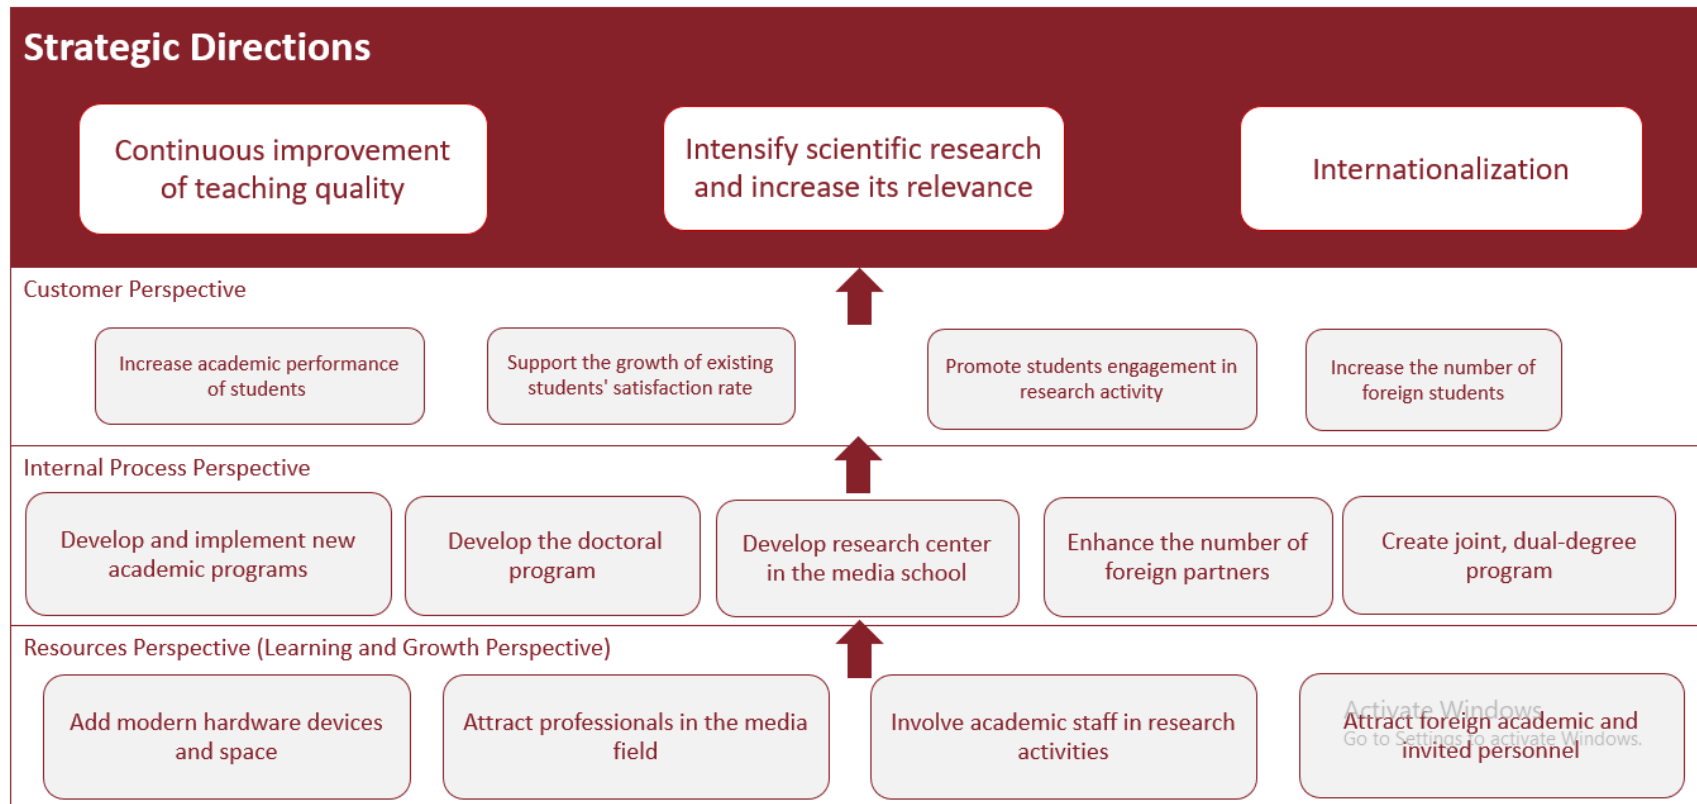 Strategic Directions
Continuous improvement
of teaching quality
Intensify scientific research
and increase its relevance
Internationalization
Customer Perspective
Increase academic performance
of students
Support the growth of existing
students' satisfaction rate
Promote students engagement in
research activity
Increase the number of
foreign students
Internal Process Perspective
Develop and implement new
academic programs
Develop the doctoral
program
Develop research center
in the media school
Enhance the number of
foreign partners
Create joint, dual-degree
program
Resources Perspective (Learning and Growth Perspective)
Add modern hardware devices
and space
Attract professionals in the media
field
Involve academic staff in research
activities
Attract foreign academic and
invited personnel
Activate Windows
Go to Settings to activate Windows.